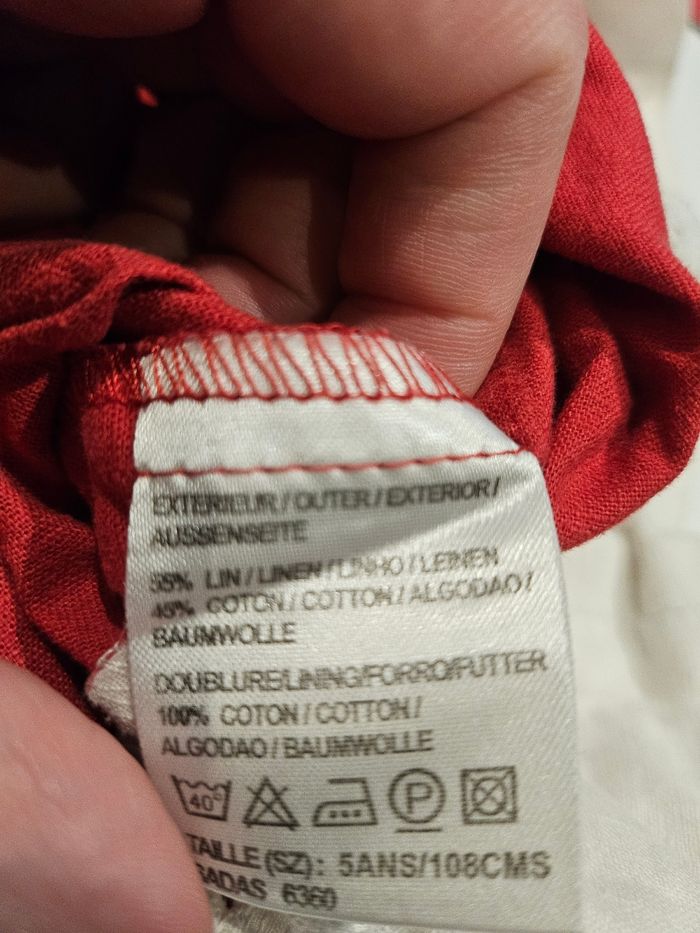 EXTERIEUR / OUTER / EXTERIOR /
AUSSENSEITE
55% LIN / LINEN / LINHO / LEINEN
45% COTON / COTTON / ALGODAO /
BAUMWOLLE
DOUBLURE/LINING/FORRO/FUTTER
100% COTON / COTTON /
ALGODAO / BAUMWOLLE
40° P
TAILLE (SZ) : 5ANS/108CMS
6360